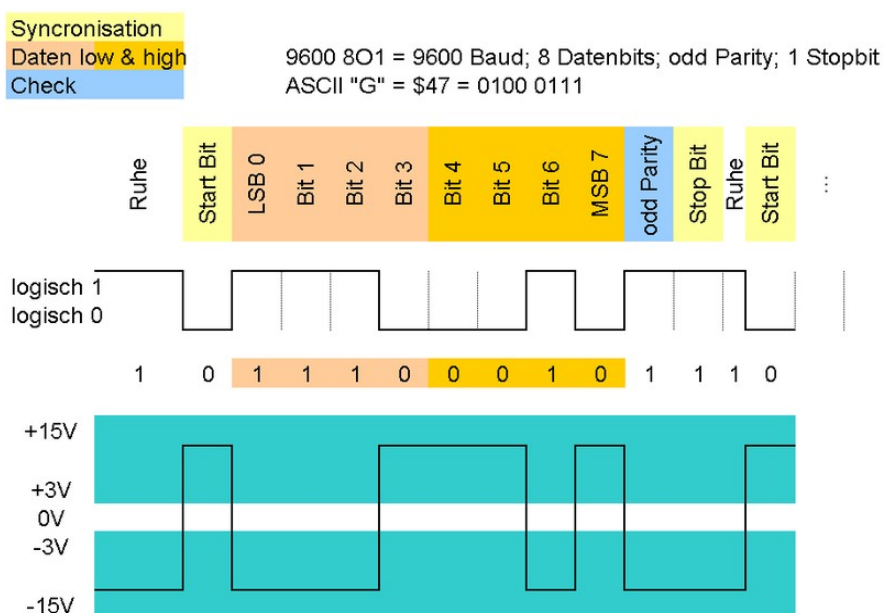 Syncronisation
Daten low & high
Check
9600 8O1 = 9600 Baud; 8 Datenbits; odd Parity; 1 Stopbit
ASCII "G" = $47 = 0100 0111
Ruhe
Start Bit
LSB 0
Bit 1
Bit 2
Bit 3
Bit 4
Bit 5
Bit 6
MSB 7
odd Parity
Stop Bit
Ruhe
Start Bit
...
logisch 1
logisch 0
1 0 1 1 1 0 0 0 1 0 1 1 1 0
+15V
+3V
0V
-3V
-15V